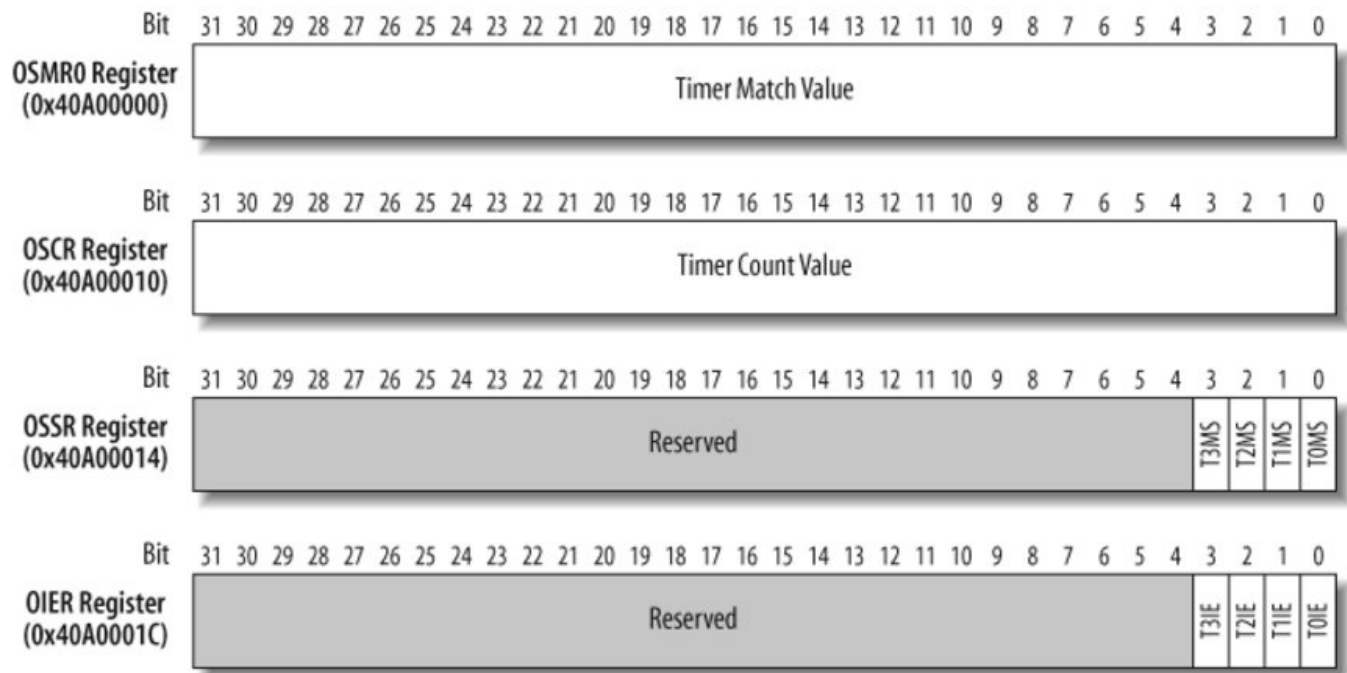 Bit 31 30 29 28 27 26 25 24 23 22 21 20 19 18 17 16 15 14 13 12 11 10 9 8 7 6 5 4 3 2 1 0
OSMR0 Register
(0x40A00000)
Timer Match Value
Bit 31 30 29 28 27 26 25 24 23 22 21 20 19 18 17 16 15 14 13 12 11 10 9 8 7 6 5 4 3 2 1 0
OSCR Register
(0x40A00010)
Timer Count Value
Bit 31 30 29 28 27 26 25 24 23 22 21 20 19 18 17 16 15 14 13 12 11 10 9 8 7 6 5 4 3 2 1 0
OSSR Register
(0x40A00014)
Reserved
T3MS
T2MS
T1MS
T0MS
Bit 31 30 29 28 27 26 25 24 23 22 21 20 19 18 17 16 15 14 13 12 11 10 9 8 7 6 5 4 3 2 1 0
OIER Register
(0x40A0001C)
Reserved
T3IE
T2IE
T1IE
T0IE